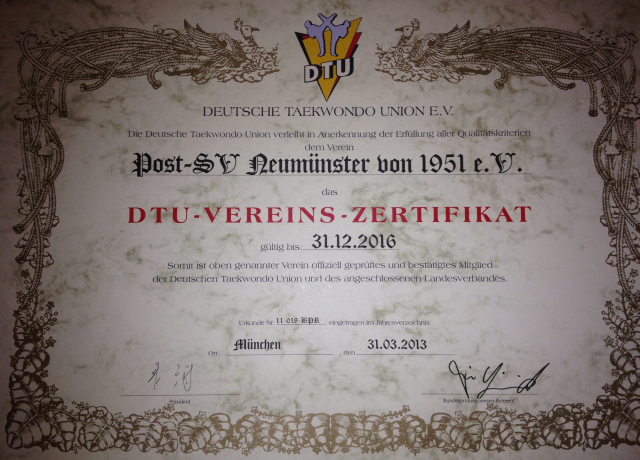 DTU
DEUTSCHE TAEKWONDO UNION E.V.
Die Deutsche Taekwondo Union verleiht in Anerkennung der Erfüllung aller Qualitätskriterien
dem Verein
Post-SV Neumünster von 1951 e.V.
das
DTU-VEREINS-ZERTIFIKAT
gültig bis: 31.12.2016
Somit ist oben genannter Verein offiziell geprüftes und bestätigtes Mitglied
der Deutschen Taekwondo Union und des angeschlossenen Landesverbandes.
Urkunde Nr. 11-018-BPR eingetragen im Jahresverzeichnis
Ort: München , den 31.03.2013
Präsident